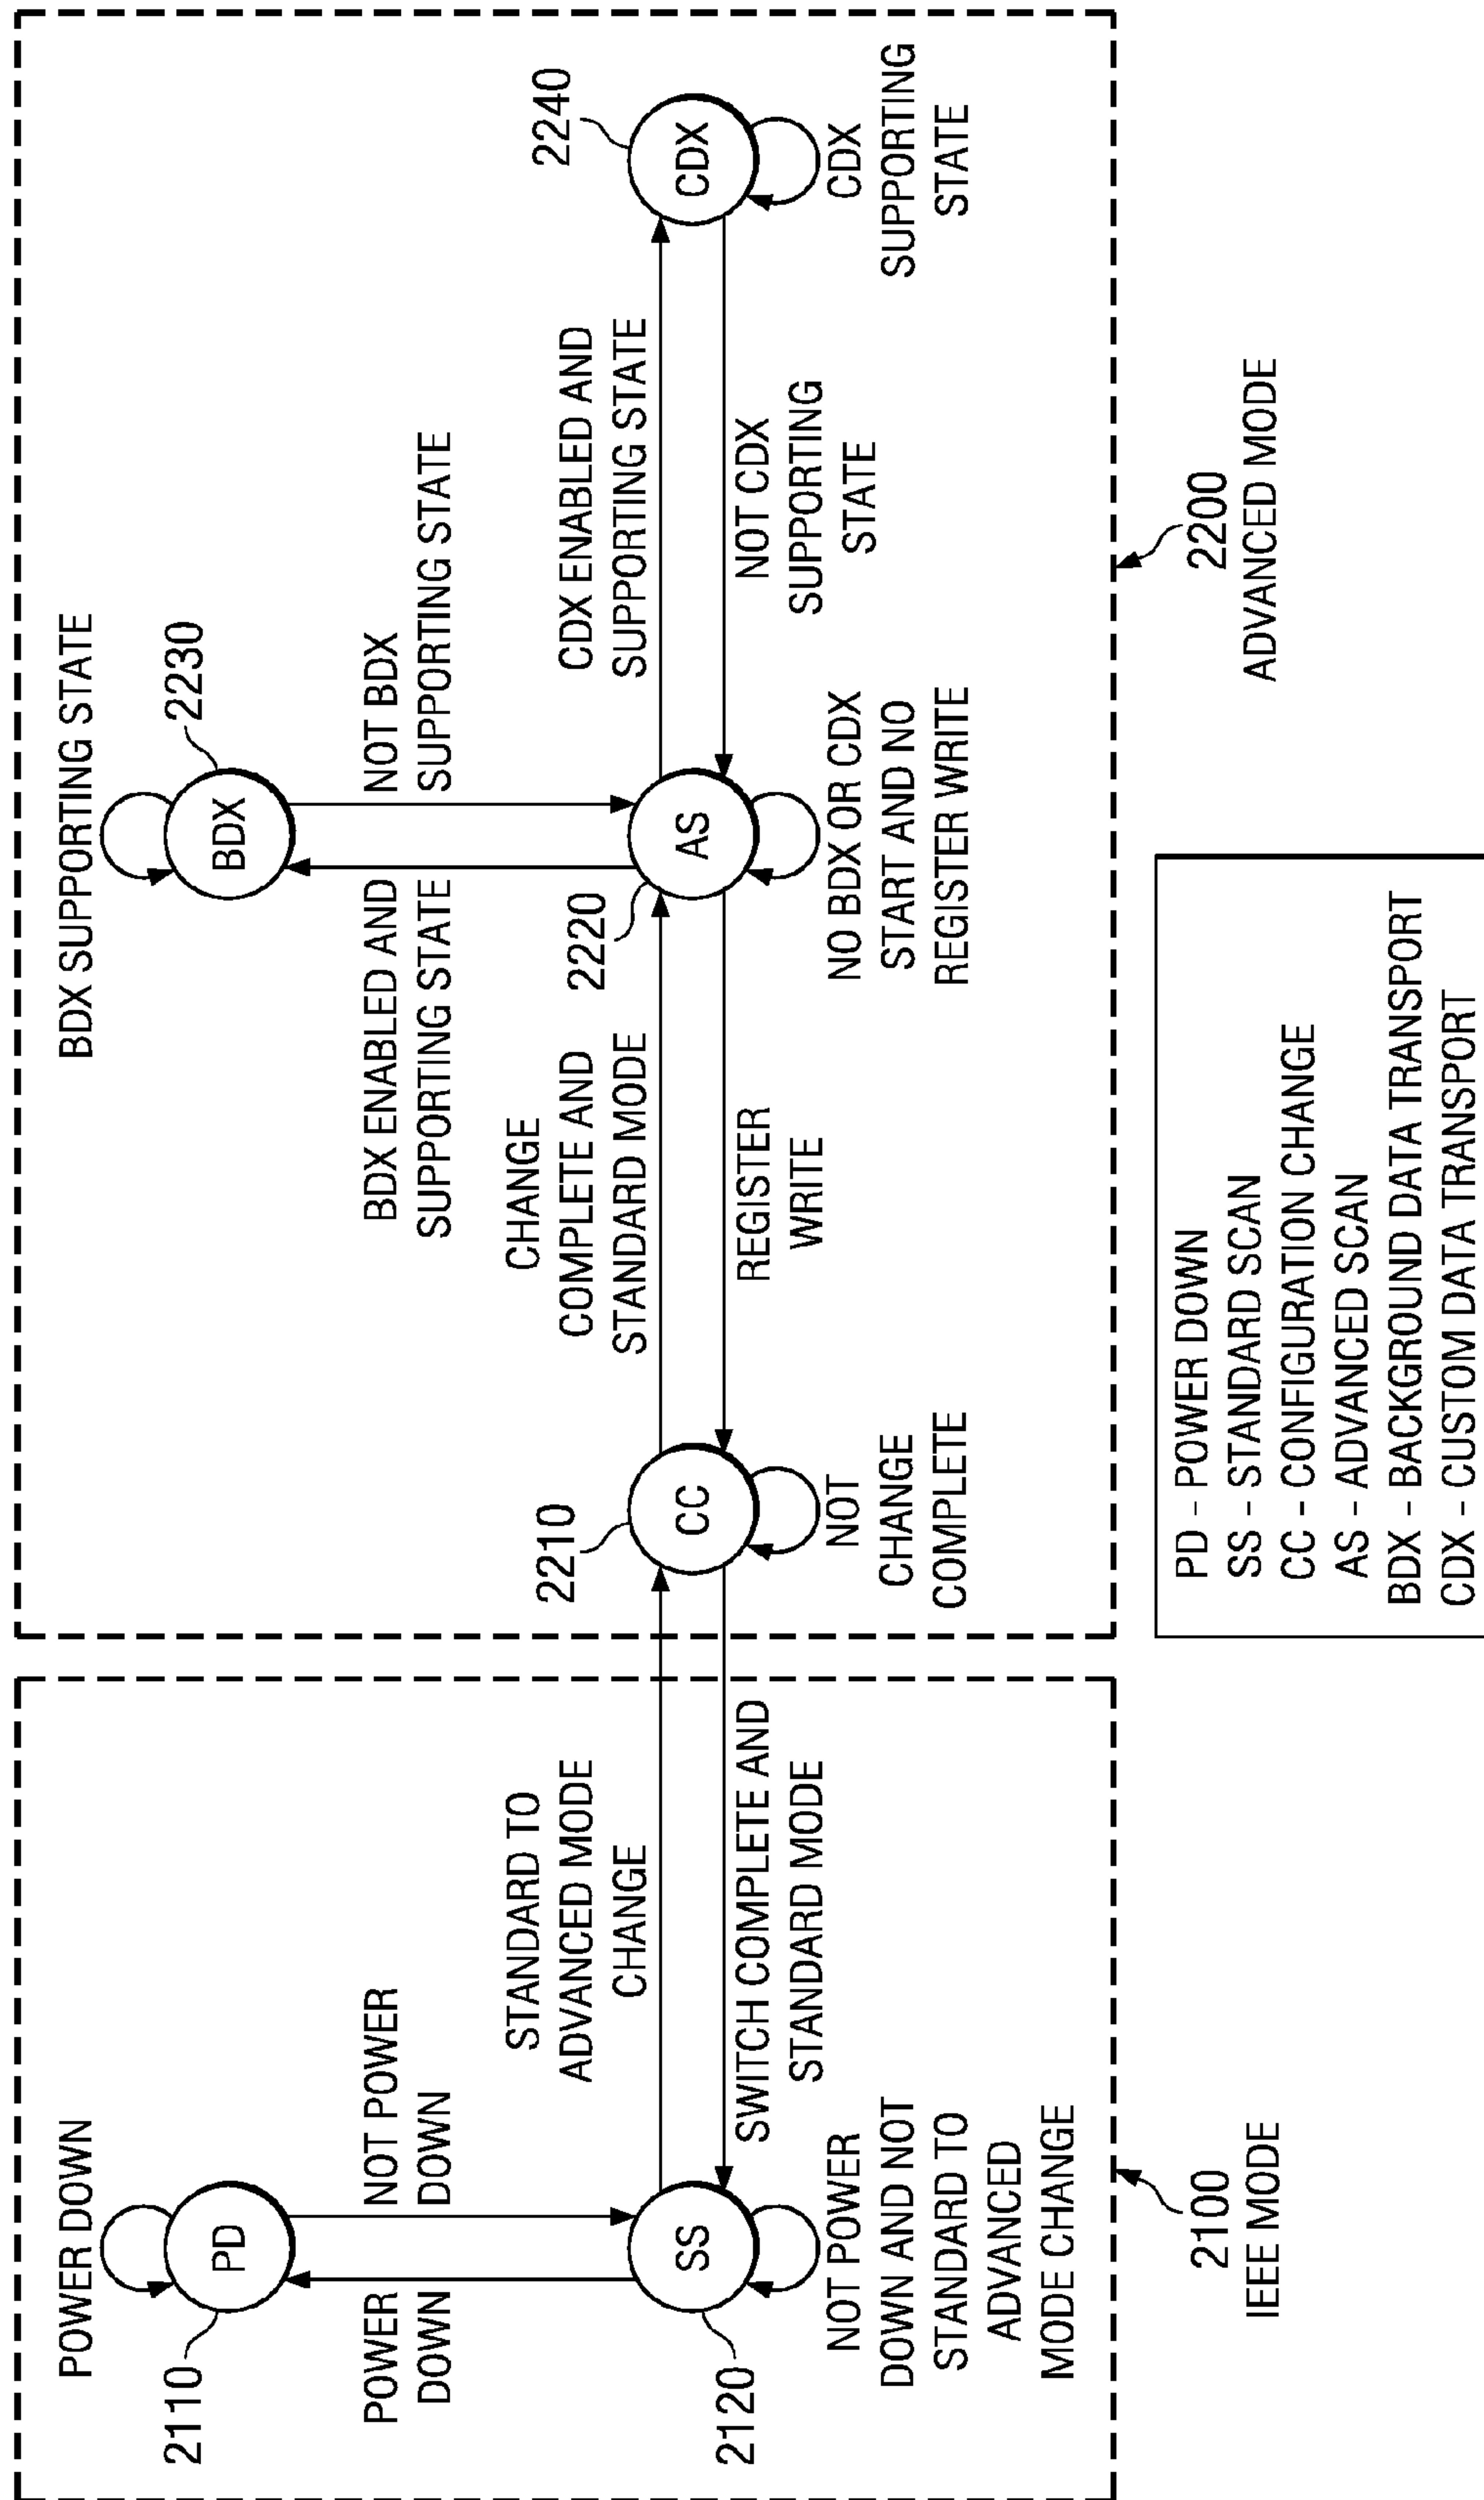 POWER DOWN
2110
PD
POWER
DOWN
NOT POWER
DOWN
SS
2120
NOT POWER
DOWN AND NOT
STANDARD TO
ADVANCED
MODE CHANGE
STANDARD TO
ADVANCED MODE
CHANGE
SWITCH COMPLETE AND
STANDARD MODE
2100
IEEE MODE
2210
CC
NOT
CHANGE
COMPLETE
CHANGE
COMPLETE AND
STANDARD MODE
REGISTER
WRITE
BDX SUPPORTING STATE
2230
BDX
BDX ENABLED AND
SUPPORTING STATE
NOT BDX
SUPPORTING STATE
2220
AS
NO BDX OR CDX
START AND NO
REGISTER WRITE
CDX ENABLED AND
SUPPORTING STATE
NOT CDX
SUPPORTING
STATE
2240
CDX
CDX
SUPPORTING
STATE
2200
ADVANCED MODE
PD - POWER DOWN
SS - STANDARD SCAN
CC - CONFIGURATION CHANGE
AS - ADVANCED SCAN
BDX - BACKGROUND DATA TRANSPORT
CDX - CUSTOM DATA TRANSPORT